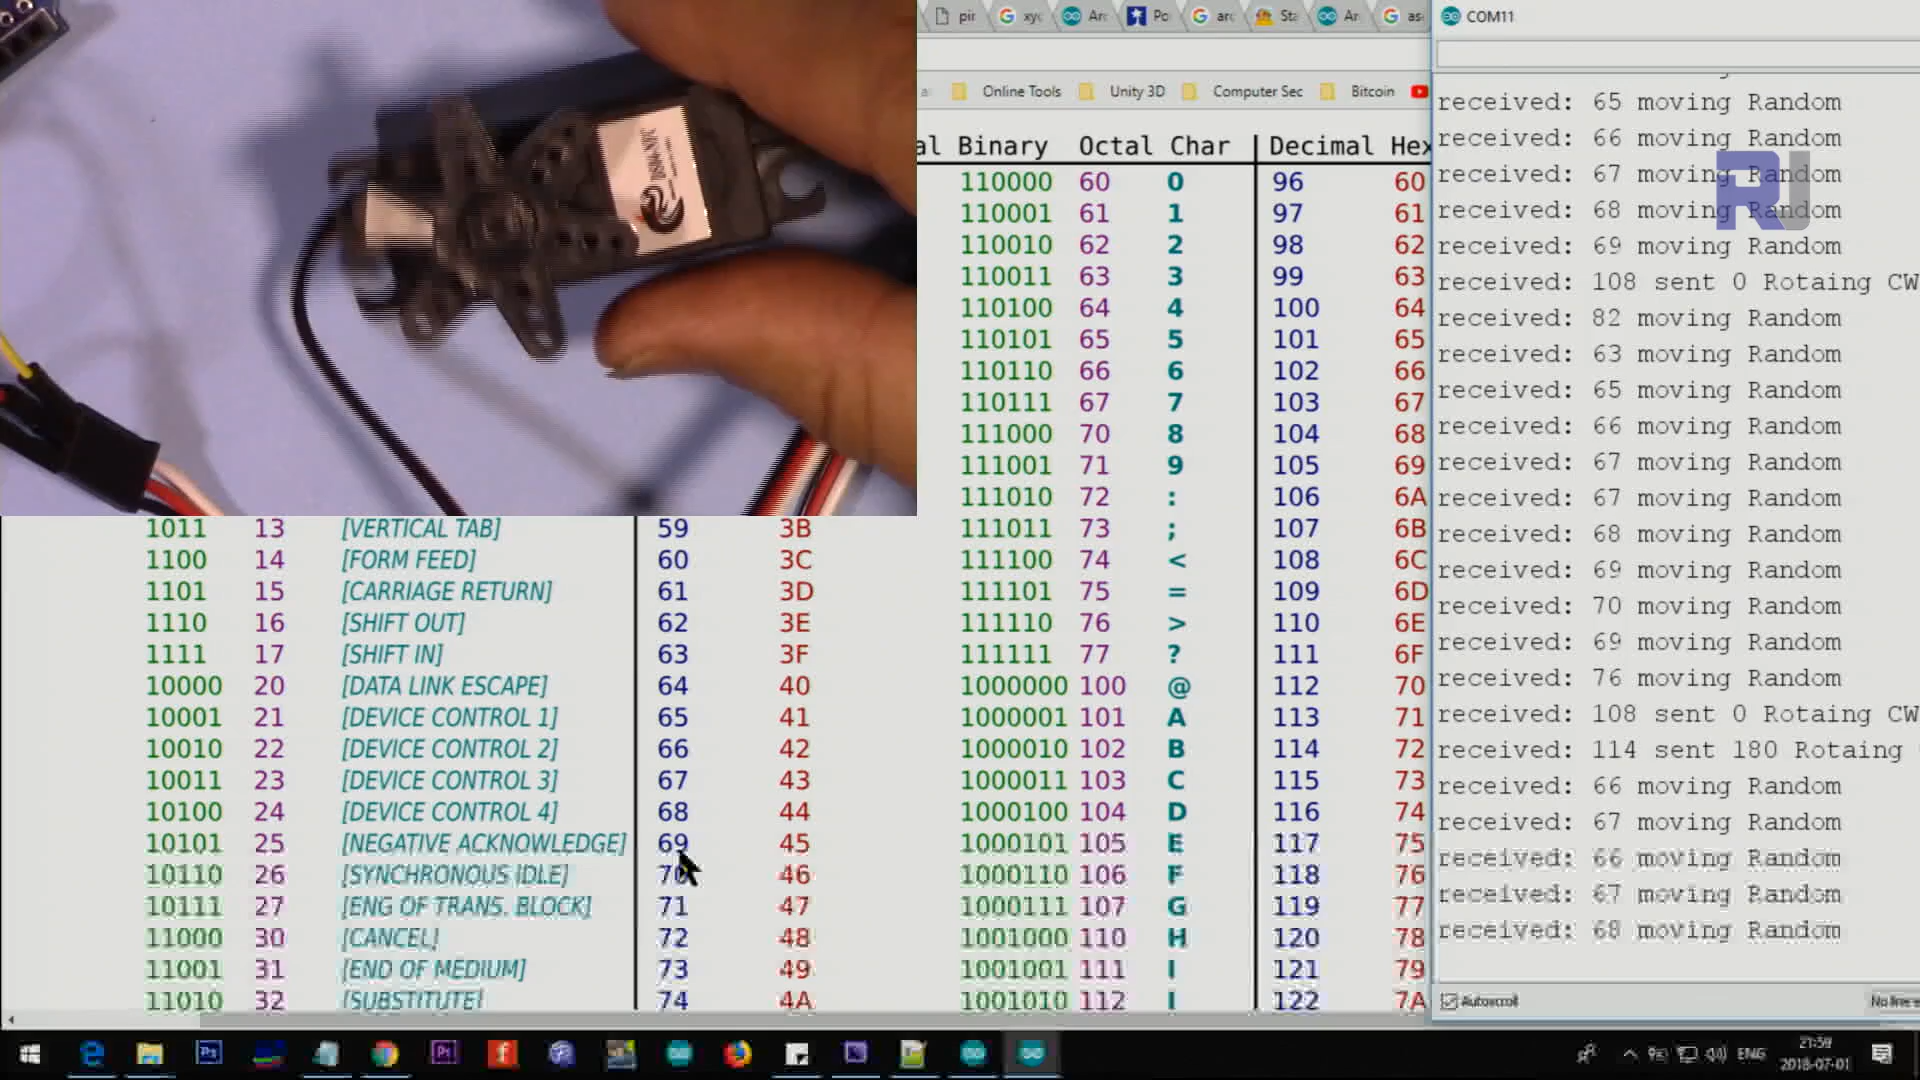 pir
xyc
Arc
Po
arc
Sta
Ar
as
COM11
Online Tools Unity 3D Computer Sec Bitcoin
al Binary Octal Char Decimal Hex
110000 60 0 96 60
110001 61 1 97 61
110010 62 2 98 62
110011 63 3 99 63
110100 64 4 100 64
110101 65 5 101 65
110110 66 6 102 66
110111 67 7 103 67
111000 70 8 104 68
111001 71 9 105 69
111010 72 : 106 6A
1011 13 [VERTICAL TAB] 59 3B 111011 73 ; 107 6B
1100 14 [FORM FEED] 60 3C 111100 74 < 108 6C
1101 15 [CARRIAGE RETURN] 61 3D 111101 75 = 109 6D
1110 16 [SHIFT OUT] 62 3E 111110 76 > 110 6E
1111 17 [SHIFT IN] 63 3F 111111 77 ? 111 6F
10000 20 [DATA LINK ESCAPE] 64 40 1000000 100 @ 112 70
10001 21 [DEVICE CONTROL 1] 65 41 1000001 101 A 113 71
10010 22 [DEVICE CONTROL 2] 66 42 1000010 102 B 114 72
10011 23 [DEVICE CONTROL 3] 67 43 1000011 103 C 115 73
10100 24 [DEVICE CONTROL 4] 68 44 1000100 104 D 116 74
10101 25 [NEGATIVE ACKNOWLEDGE] 69 45 1000101 105 E 117 75
10110 26 [SYNCHRONOUS IDLE] 70 46 1000110 106 F 118 76
10111 27 [ENG OF TRANS. BLOCK] 71 47 1000111 107 G 119 77
11000 30 [CANCEL] 72 48 1001000 110 H 120 78
11001 31 [END OF MEDIUM] 73 49 1001001 111 I 121 79
11010 32 [SUBSTITUTE] 74 4A 1001010 112 122 7A
received: 65 moving Random
received: 66 moving Random
received: 67 moving Random
received: 68 moving Random
received: 69 moving Random
received: 108 sent 0 Rotaing CW
received: 82 moving Random
received: 63 moving Random
received: 65 moving Random
received: 66 moving Random
received: 67 moving Random
received: 67 moving Random
received: 68 moving Random
received: 69 moving Random
received: 70 moving Random
received: 69 moving Random
received: 76 moving Random
received: 108 sent 0 Rotaing CW
received: 114 sent 180 Rotaing
received: 66 moving Random
received: 67 moving Random
received: 66 moving Random
received: 67 moving Random
received: 68 moving Random
RJ
Autoscroll
No line e
ENG
21:59
2018-07-01